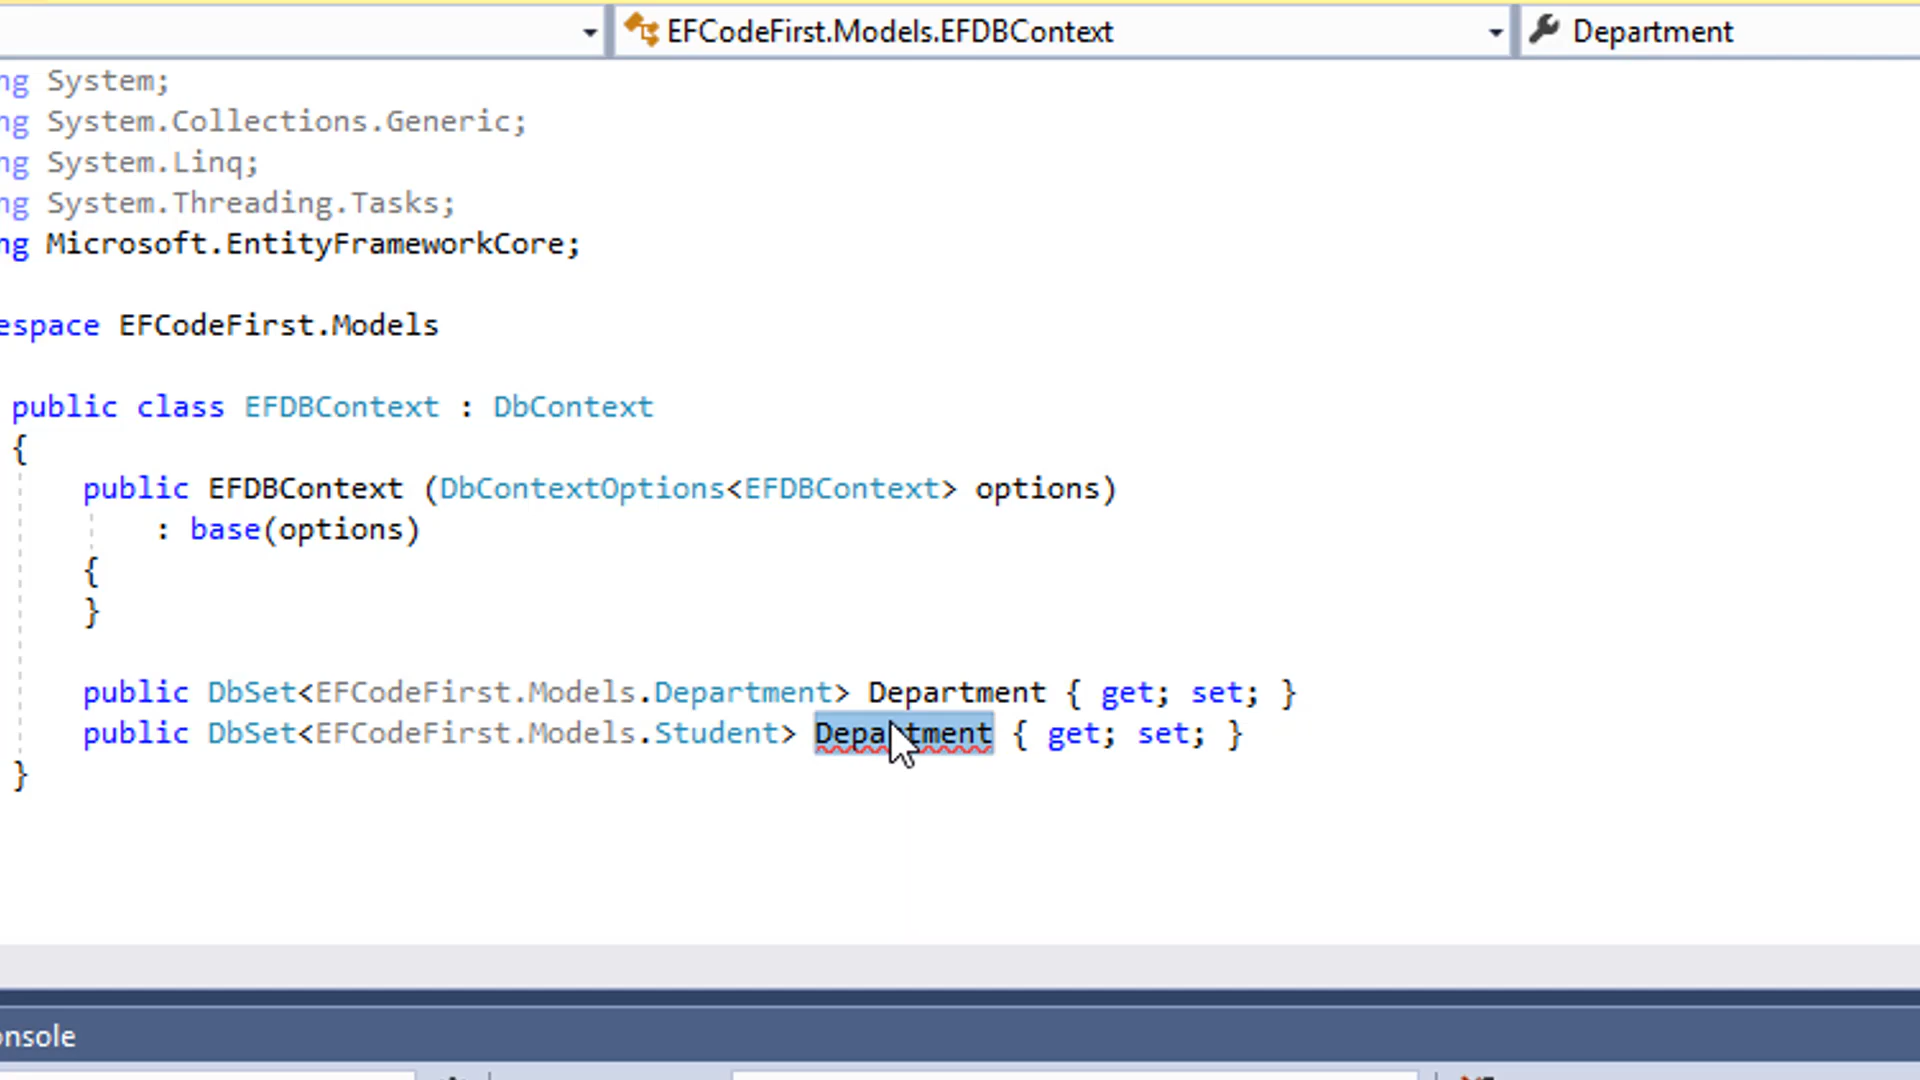 EFCodeFirst.Models.EFDBContext Department
ng System;
ng System.Collections.Generic;
ng System.Linq;
ng System.Threading.Tasks;
ng Microsoft.EntityFrameworkCore;
espace EFCodeFirst.Models
public class EFDBContext : DbContext
{
public EFDBContext (DbContextOptions<EFDBContext> options)
: base(options)
{
}
public DbSet<EFCodeFirst.Models.Department> Department { get; set; }
public DbSet<EFCodeFirst.Models.Student> Department { get; set; }
}
onsole